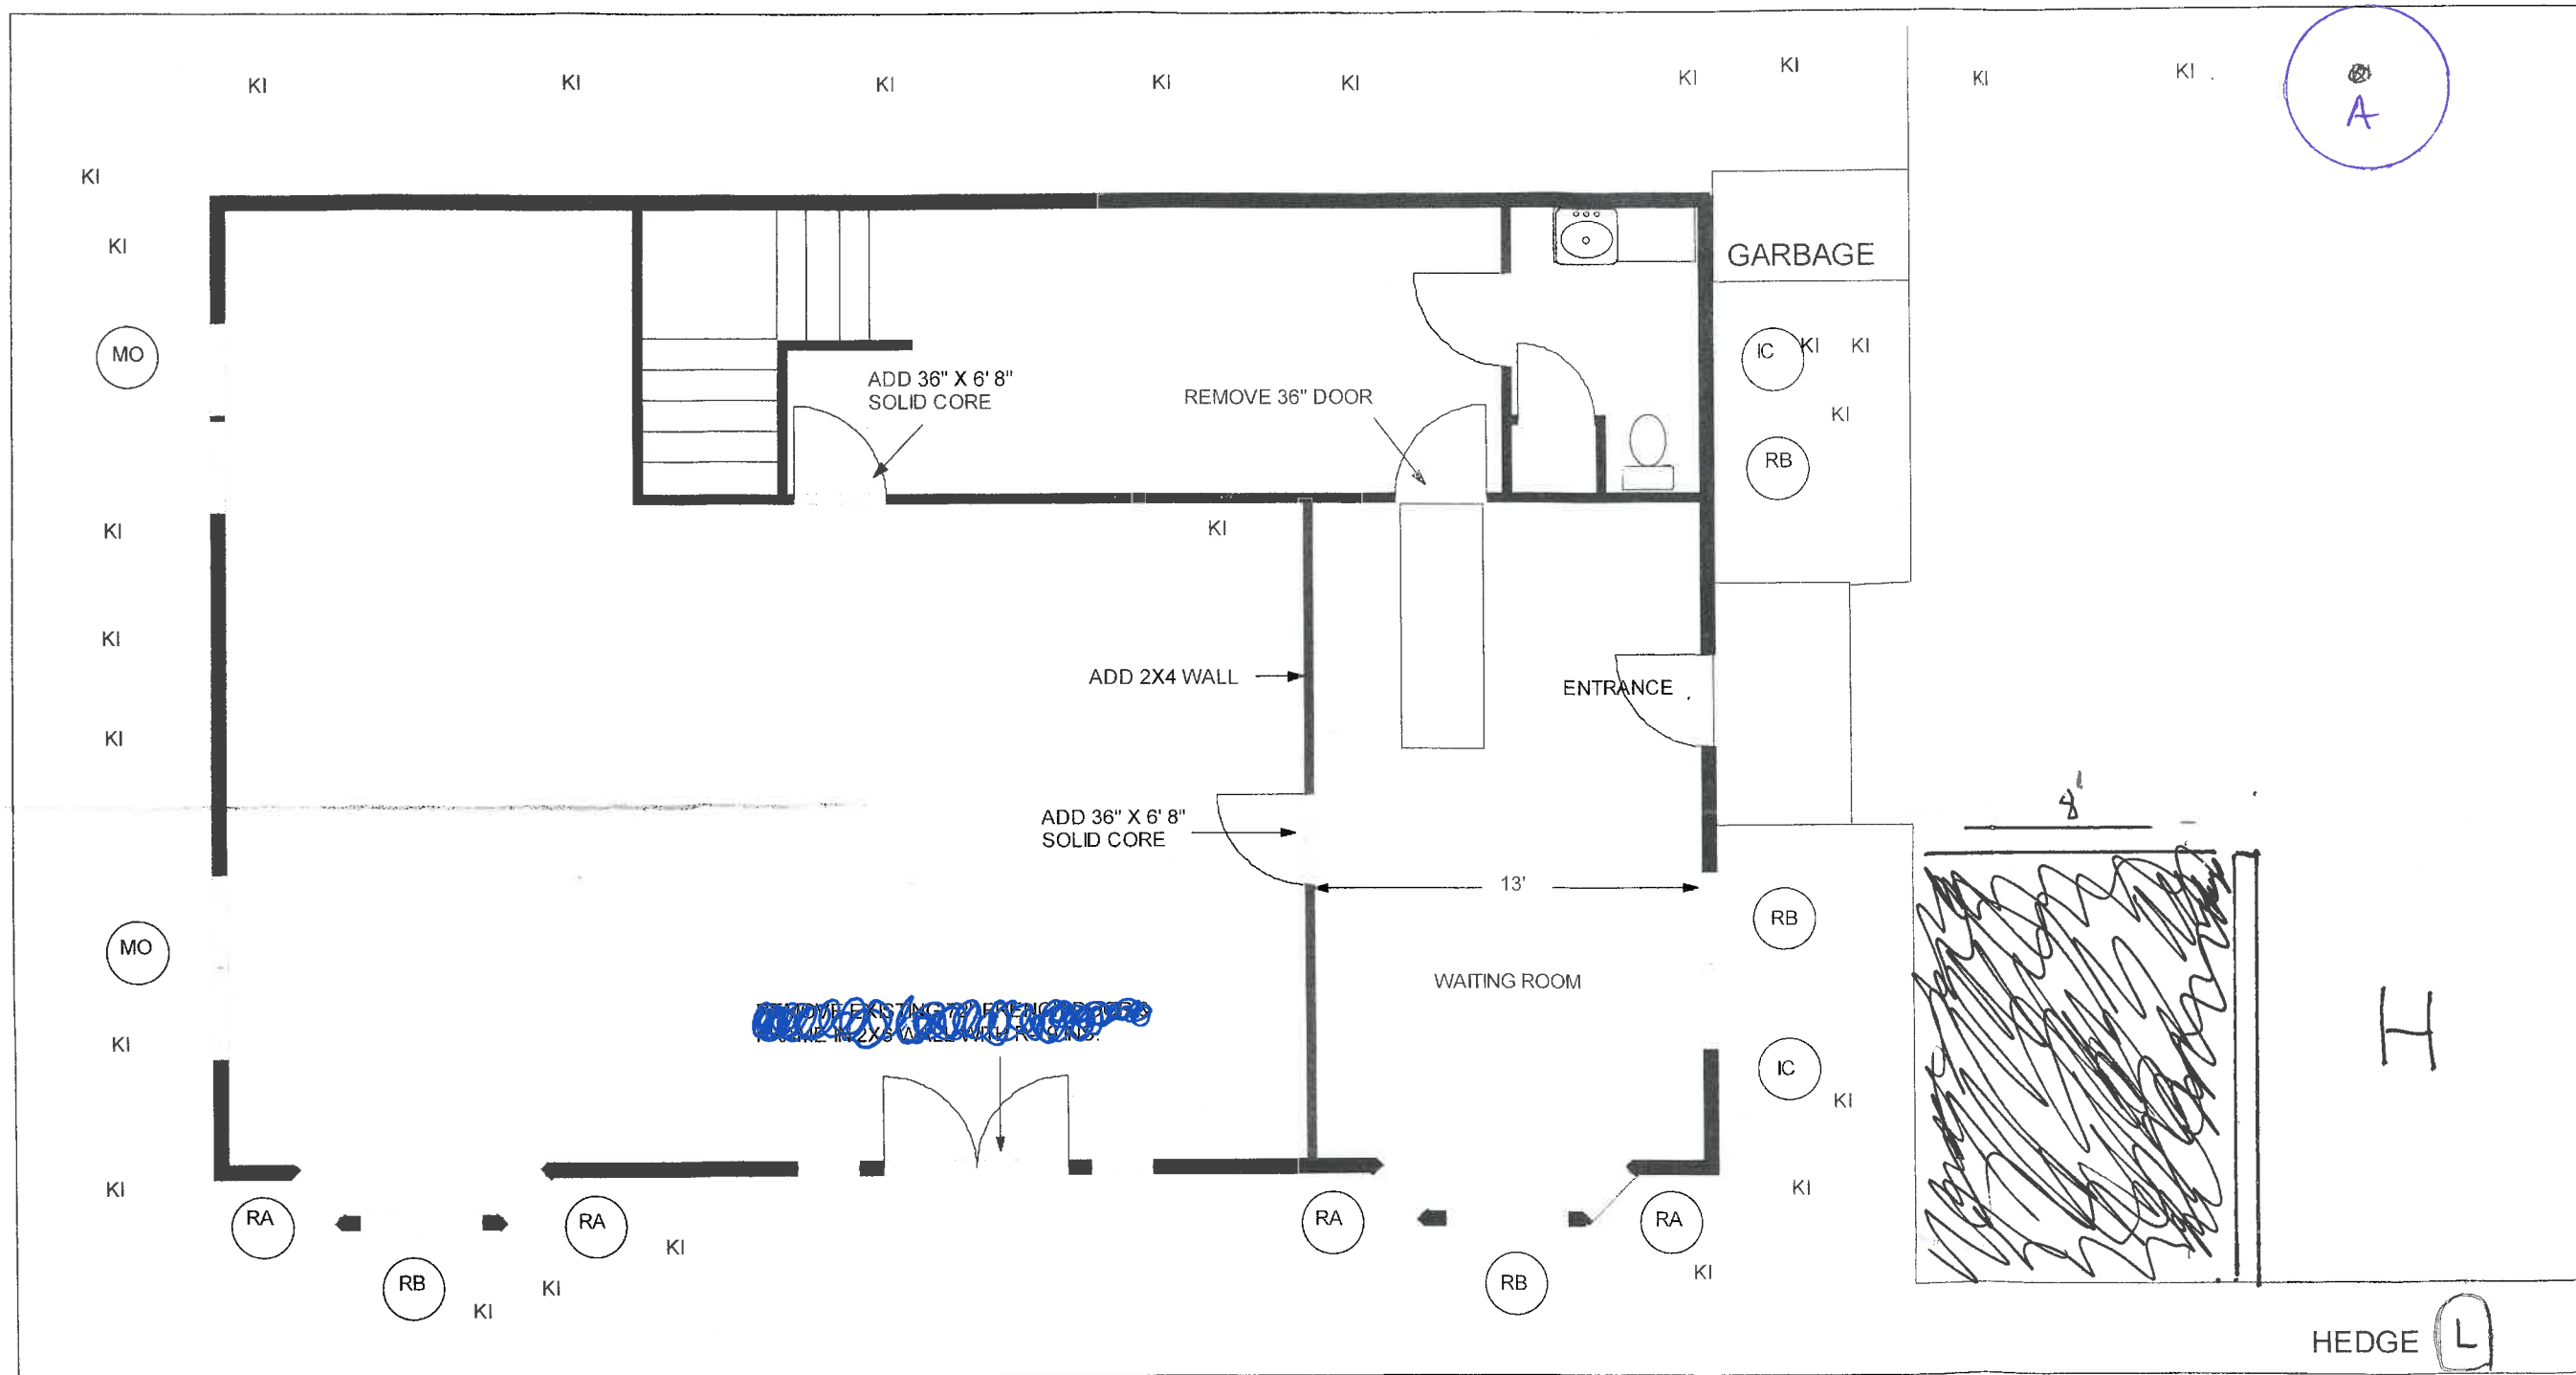 KI KI KI KI KI KI KI KI KI
A
KI
KI
GARBAGE
MO
IC KI KI
KI
RB
ADD 36" X 6' 8"
SOLID CORE
REMOVE 36" DOOR
KI
KI
KI
ADD 2X4 WALL
ENTRANCE
KI
8'
ADD 36" X 6' 8"
SOLID CORE
13'
RB
MO
WAITING ROOM
H
KI
IC
KI
KI
KI
RA
RA
RA
RA
KI
RB
KI
KI
RB
KI
HEDGE L